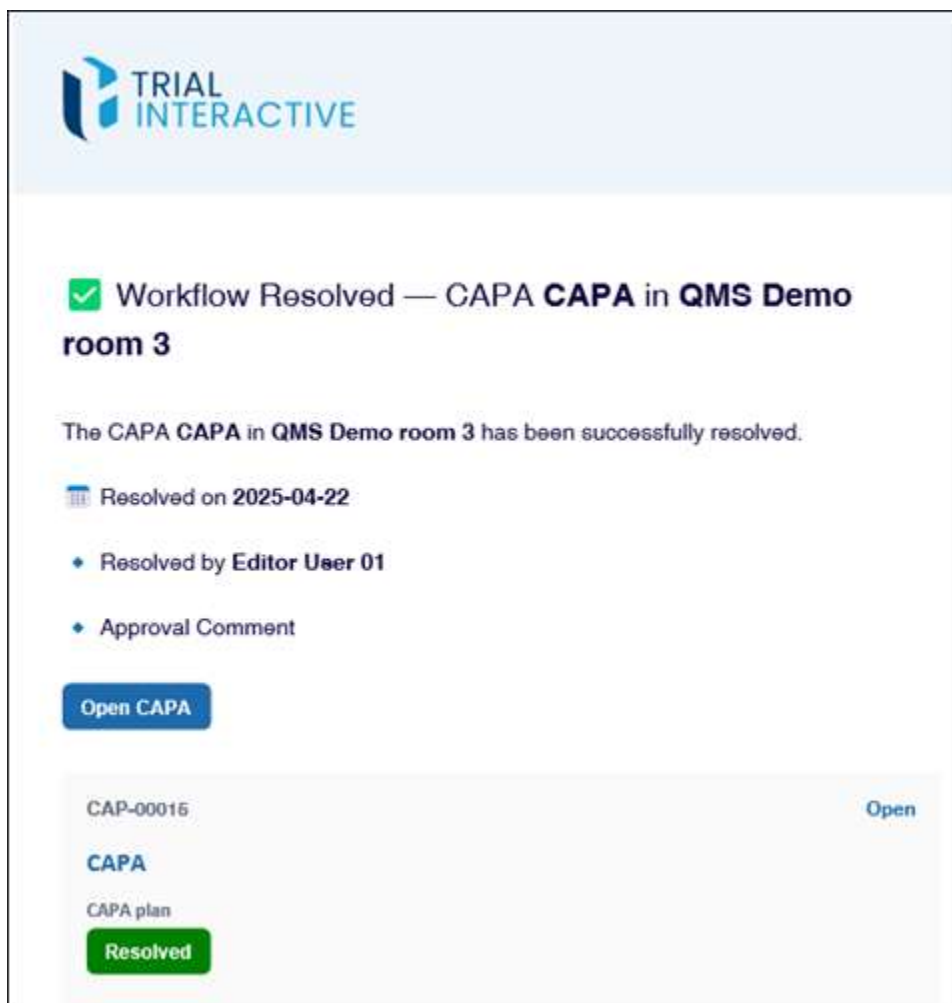 TRIAL
INTERACTIVE
✅ Workflow Resolved — CAPA CAPA in QMS Demo
room 3
The CAPA CAPA in QMS Demo room 3 has been successfully resolved.
Resolved on 2025-04-22
Resolved by Editor User 01
Approval Comment
Open CAPA
CAP-00016 Open
CAPA
CAPA plan
Resolved